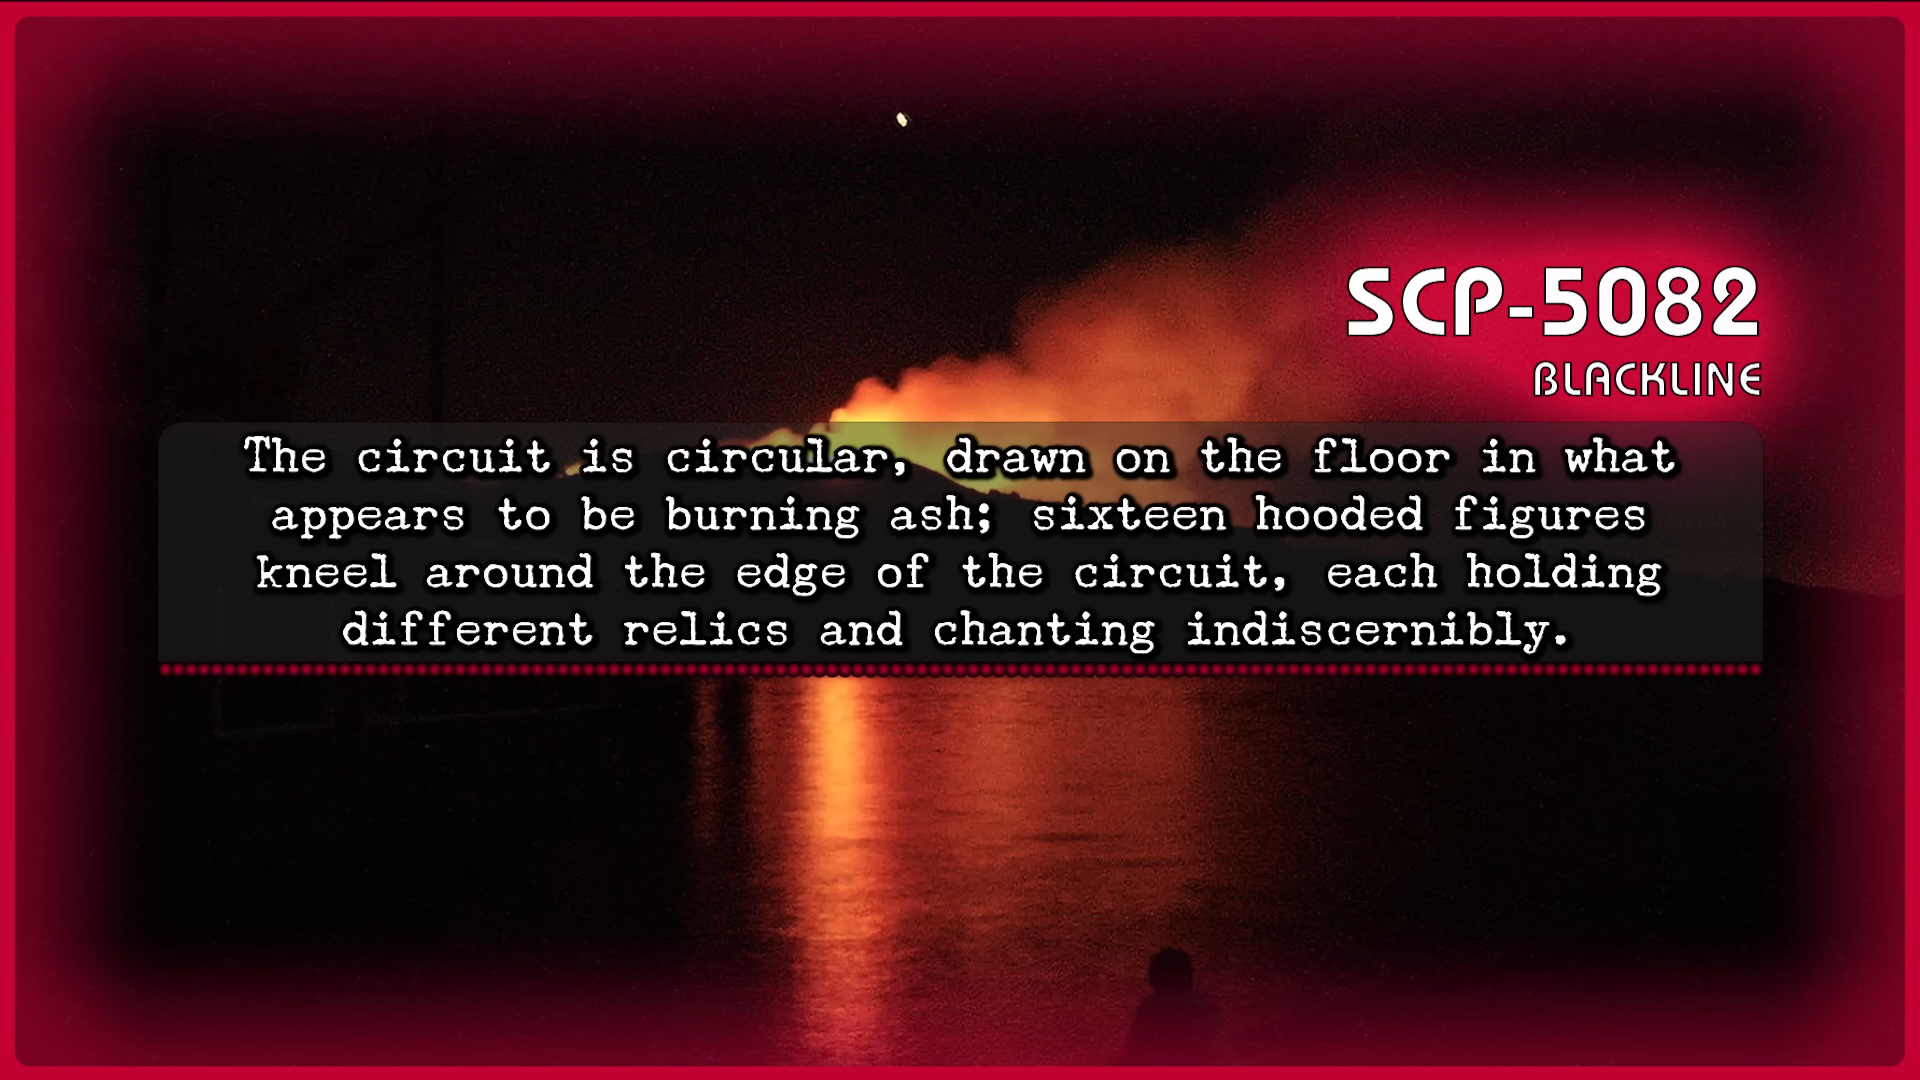 SCP-5082
BLACKLINE
The circuit is circular, drawn on the floor in what
appears to be burning ash; sixteen hooded figures
kneel around the edge of the circuit, each holding
different relics and chanting indiscernibly.